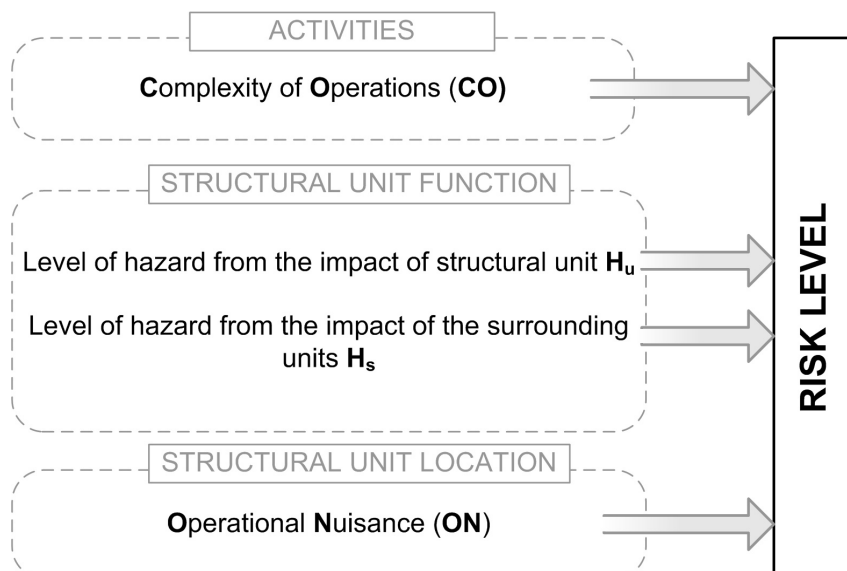 ACTIVITIES
Complexity of Operations (CO)
STRUCTURAL UNIT FUNCTION
Level of hazard from the impact of structural unit Hu
Level of hazard from the impact of the surrounding
units Hs
STRUCTURAL UNIT LOCATION
Operational Nuisance (ON)
RISK LEVEL